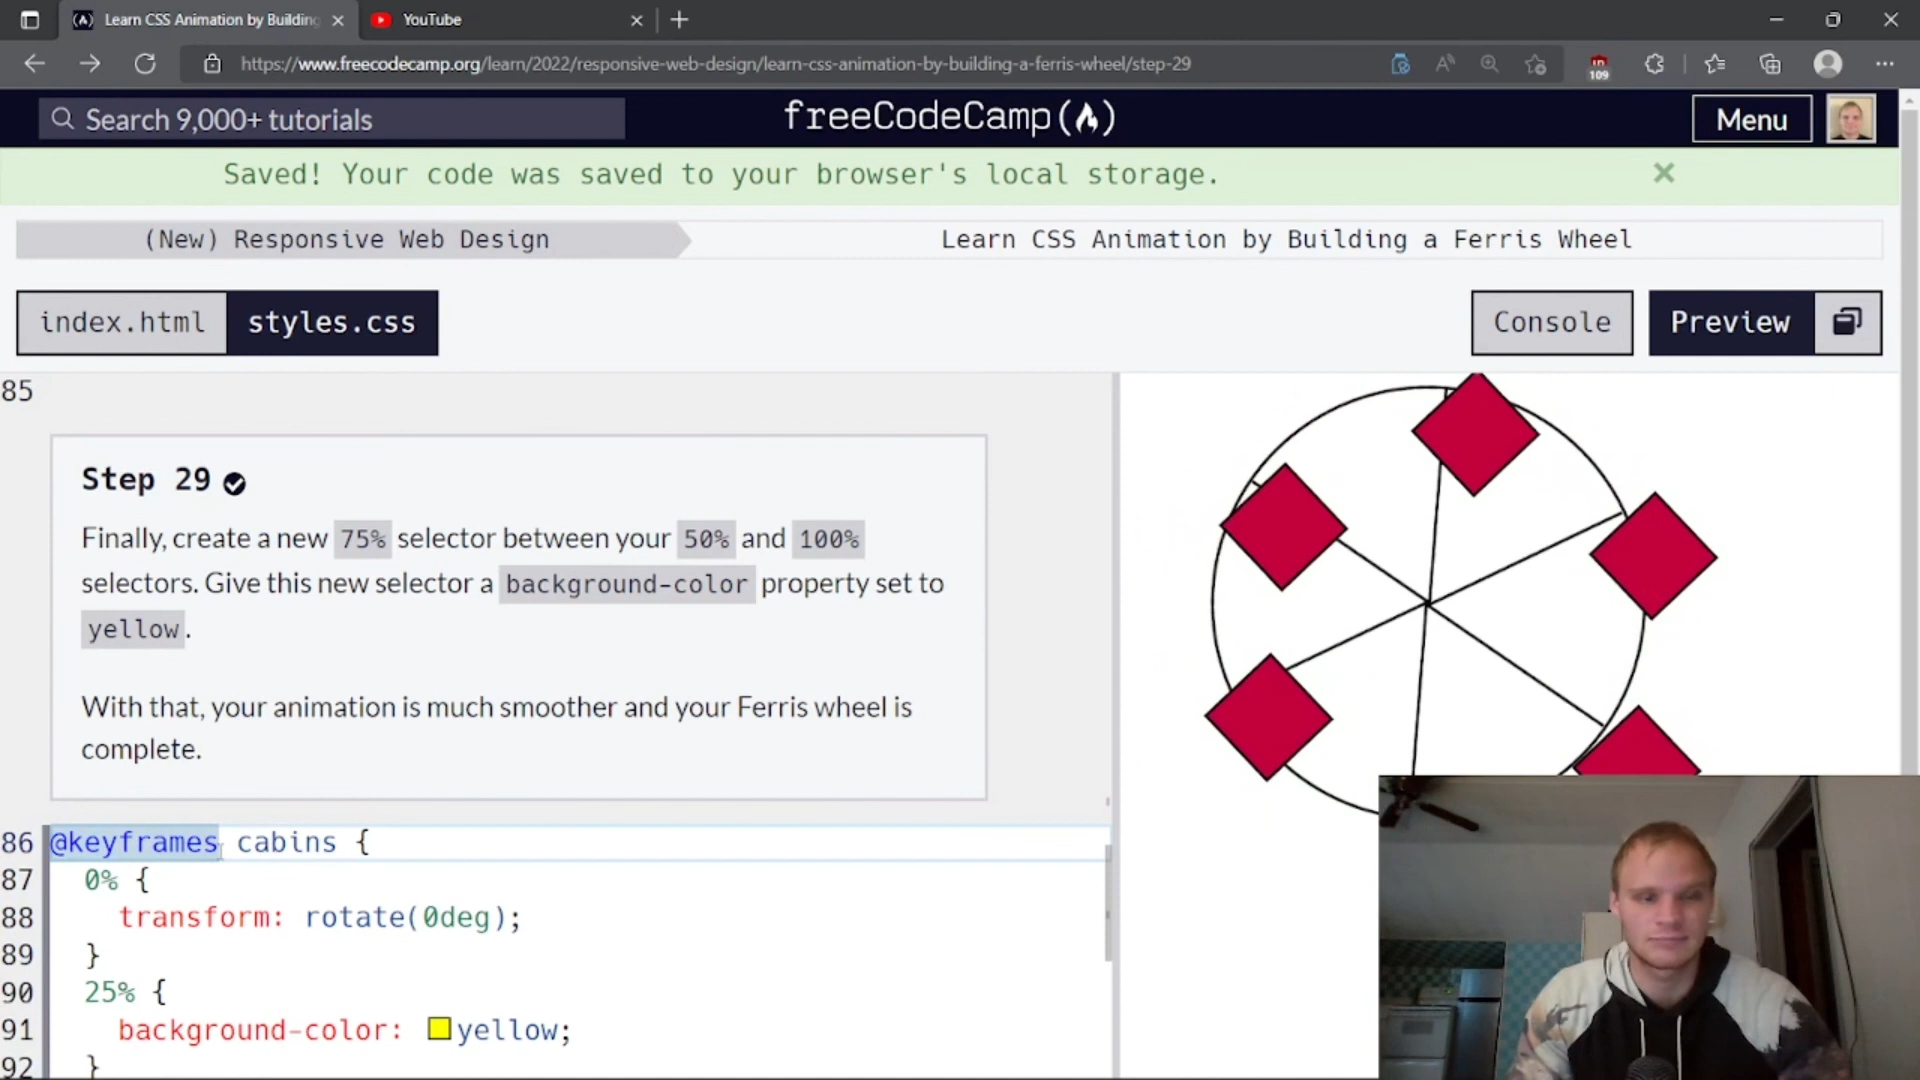 Learn CSS Animation by Building
YouTube
https://www.freecodecamp.org/learn/2022/responsive-web-design/learn-css-animation-by-building-a-ferris-wheel/step-29
109
Search 9,000+ tutorials
freeCodeCamp(🔥)
Menu
Saved! Your code was saved to your browser's local storage.
(New) Responsive Web Design
Learn CSS Animation by Building a Ferris Wheel
index.html
styles.css
Console
Preview
85
Step 29
Finally, create a new 75% selector between your 50% and 100%
selectors. Give this new selector a background-color property set to
yellow.
With that, your animation is much smoother and your Ferris wheel is
complete.
86 @keyframes cabins {
87 0% {
88 transform: rotate(0deg);
89 }
90 25% {
91 background-color: yellow;
92 }